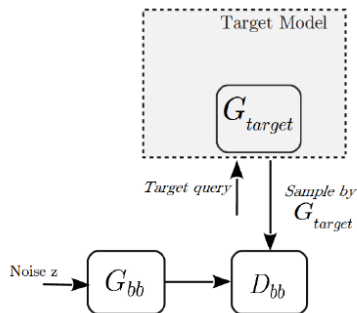 Target Model
G_target
Target query
Sample by
G_target
Noise z
G_bb
D_bb